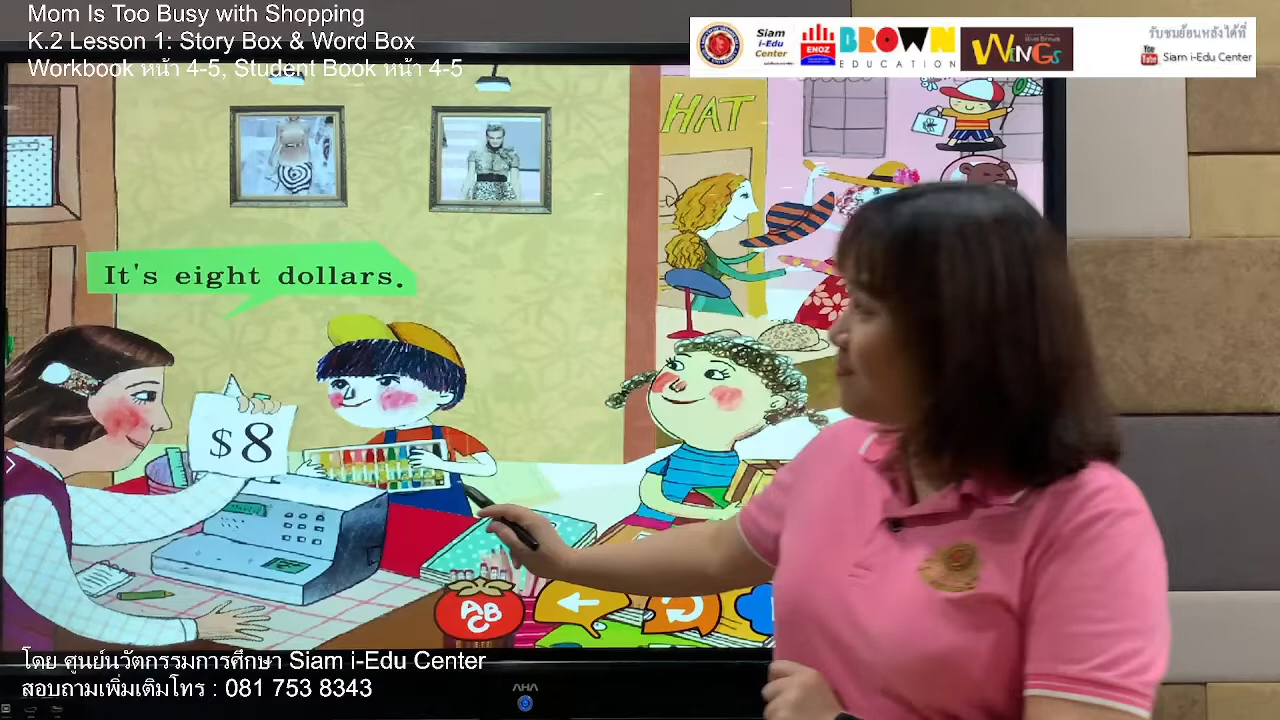 Mom Is Too Busy with Shopping
K.2 Lesson 1: Story Box & Word Box
Workbook หน้า 4-5, Student Book หน้า 4-5
Siam
i-Edu
Center
ENOZ
BROWN
EDUCATION
WINGS
รับชมย้อนหลังได้ที่
You Tube Siam i-Edu Center
HAT
It's eight dollars.
$8
ABC
โดย ศูนย์นวัตกรรมการศึกษา Siam i-Edu Center
สอบถามเพิ่มเติมโทร : 081 753 8343
AHA